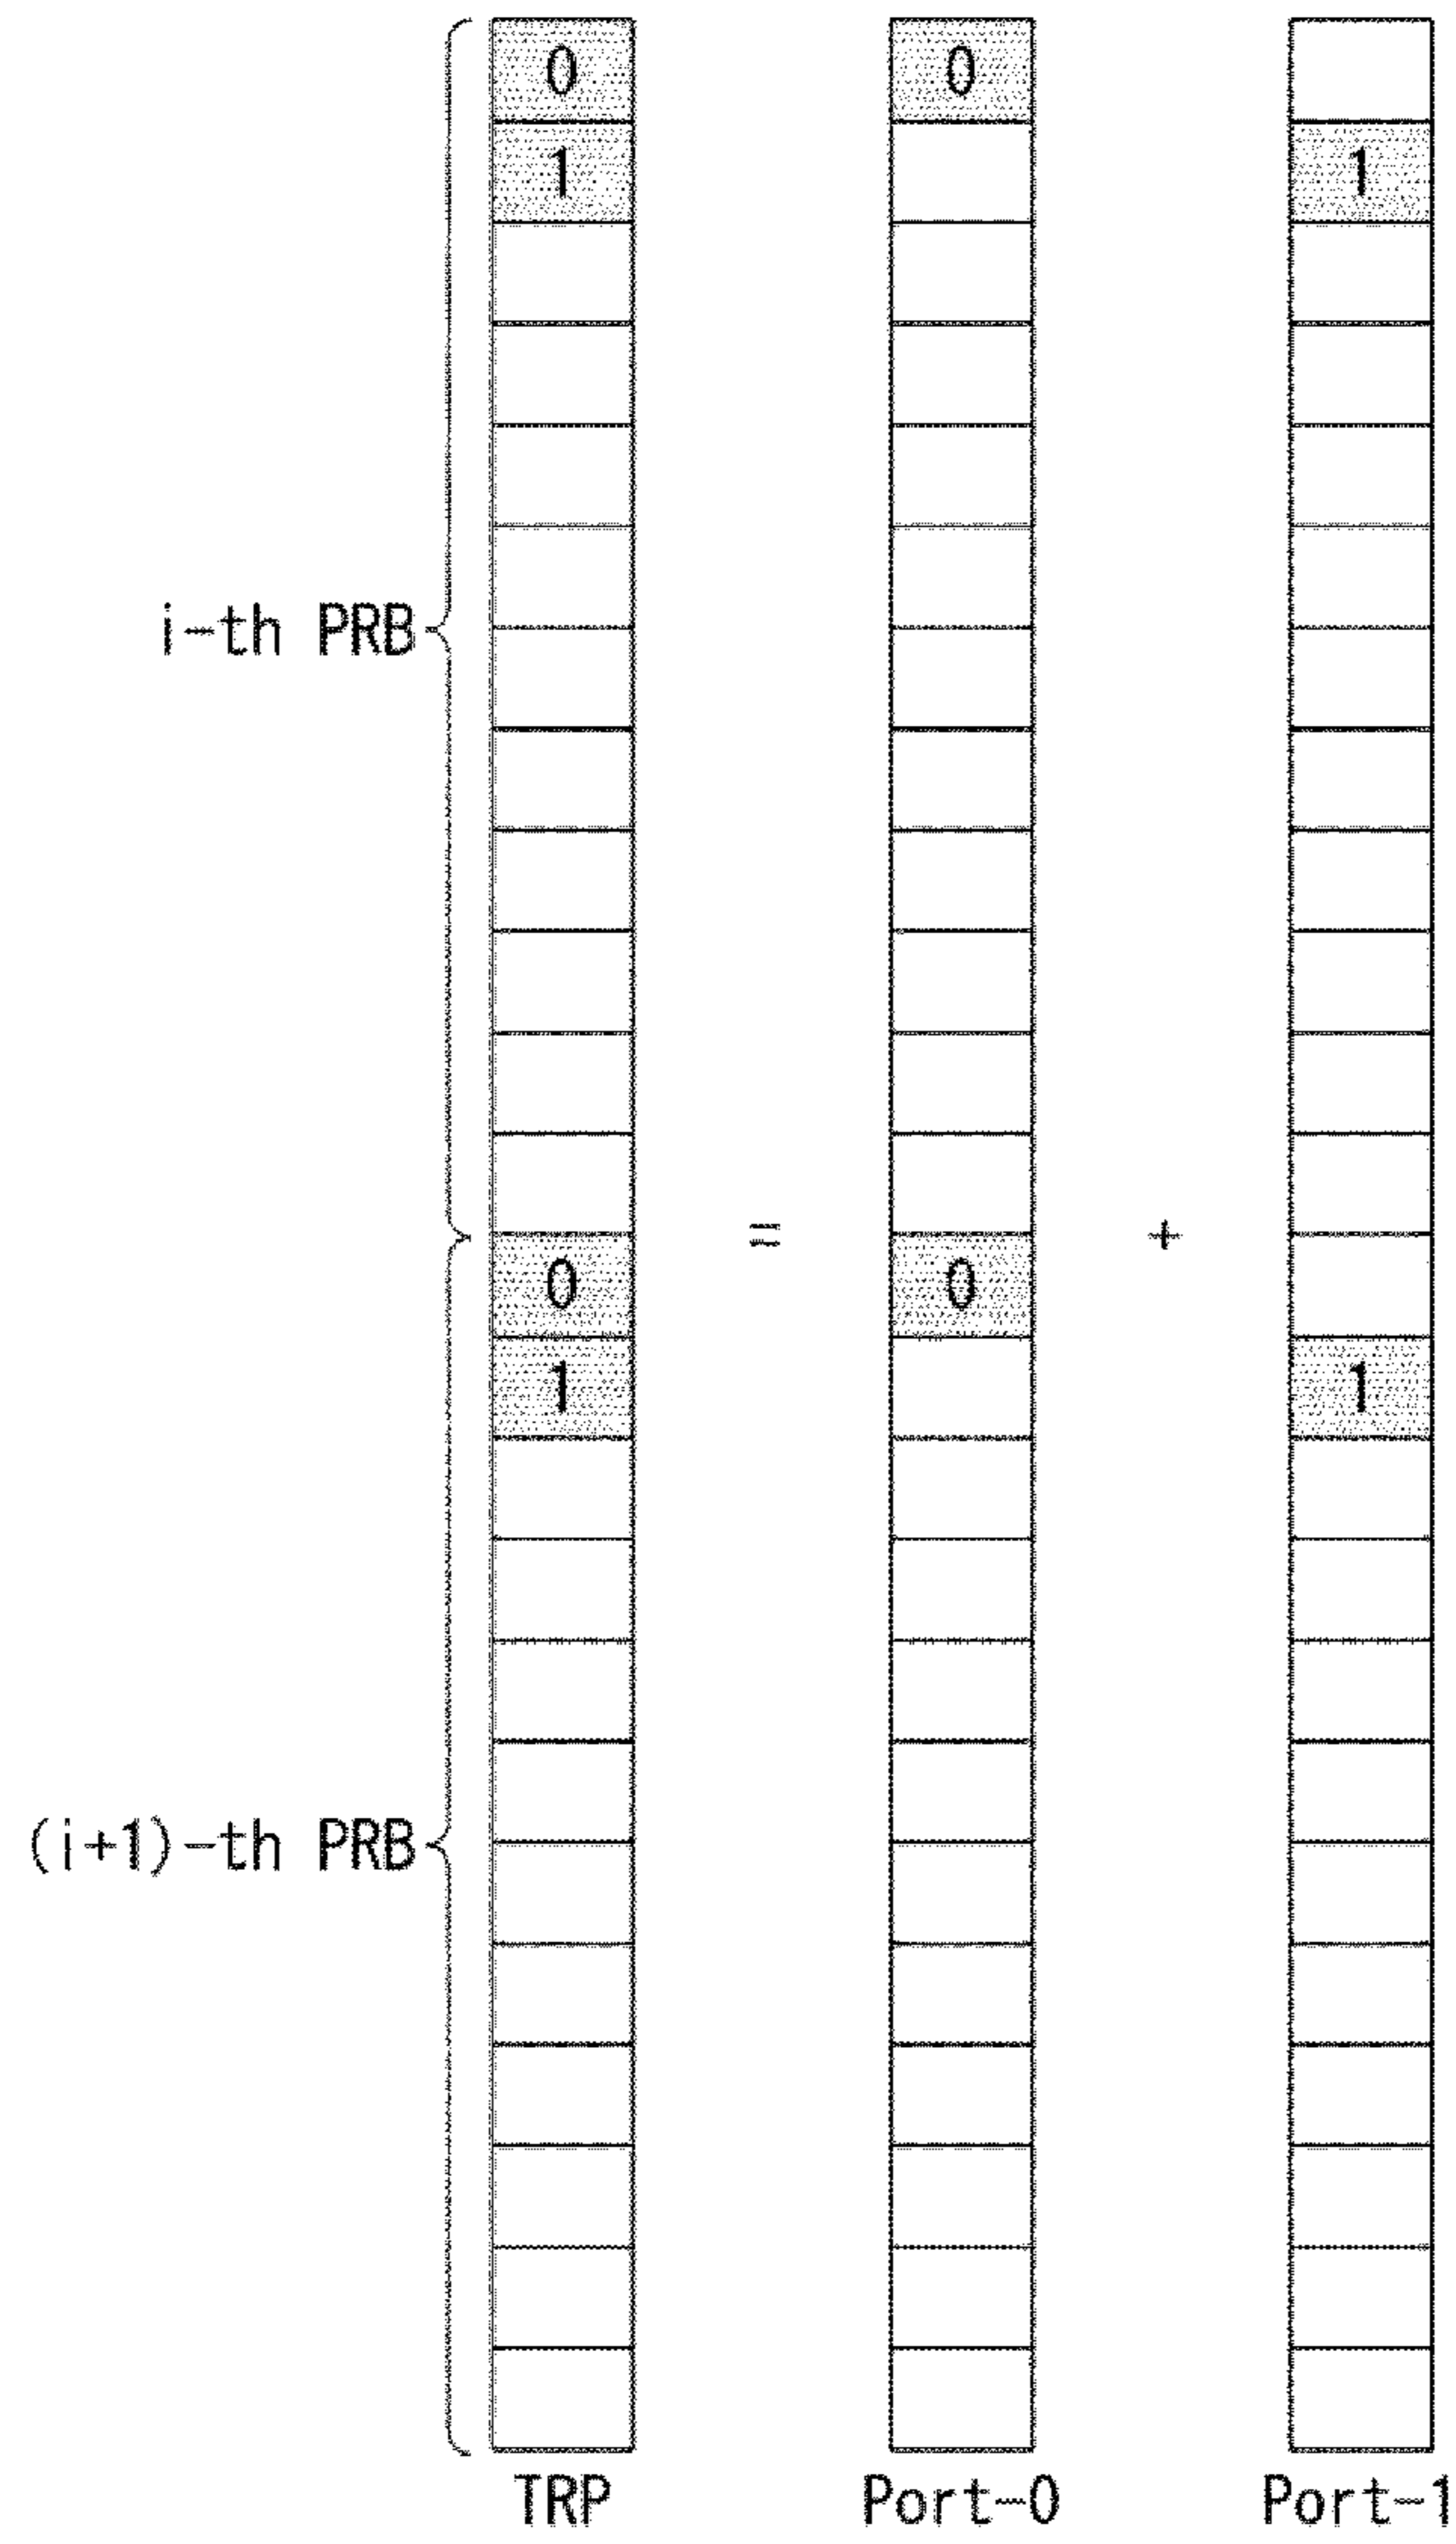 0 0
1 1
i-th PRB
= +
0 0
1 1
(i+1)-th PRB
TRP Port-0 Port-1